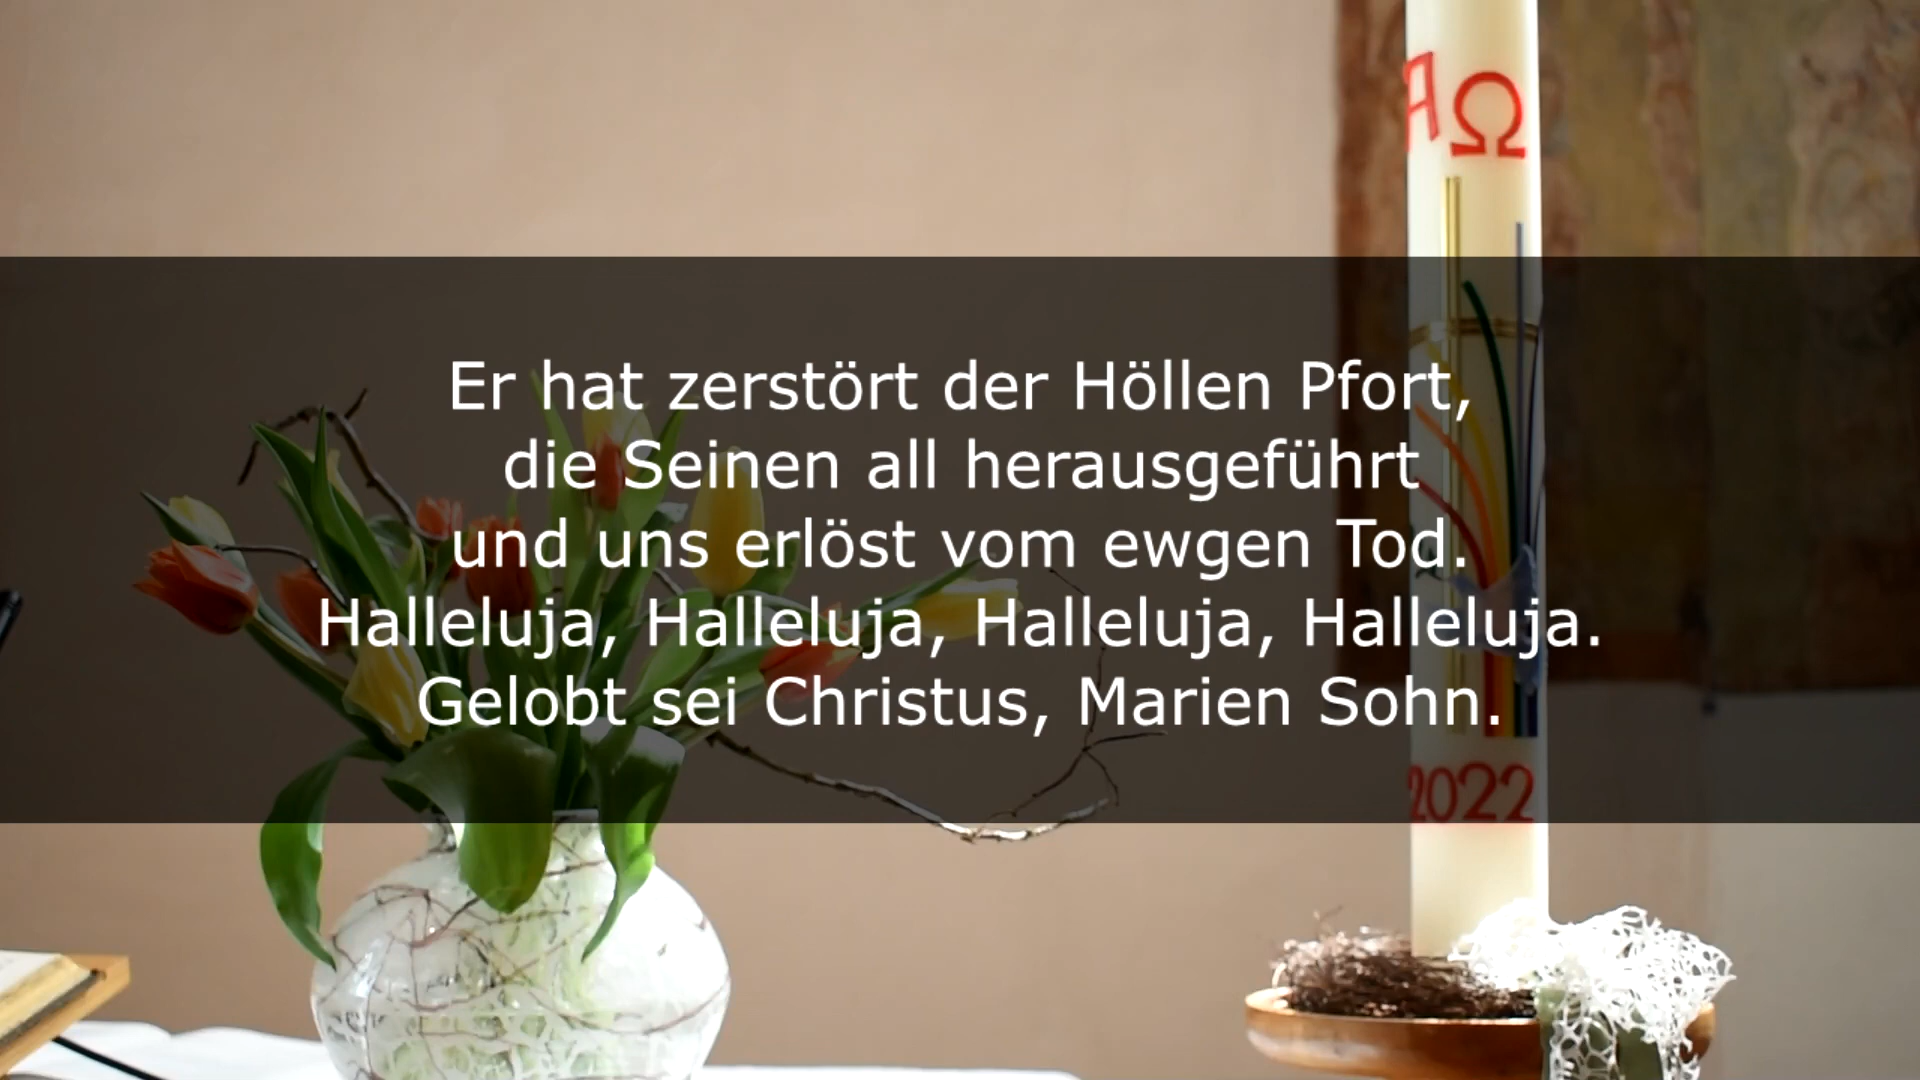 ΑΩ
Er hat zerstört der Höllen Pfort,
die Seinen all herausgeführt
und uns erlöst vom ewgen Tod.
Halleluja, Halleluja, Halleluja, Halleluja.
Gelobt sei Christus, Marien Sohn.
2022